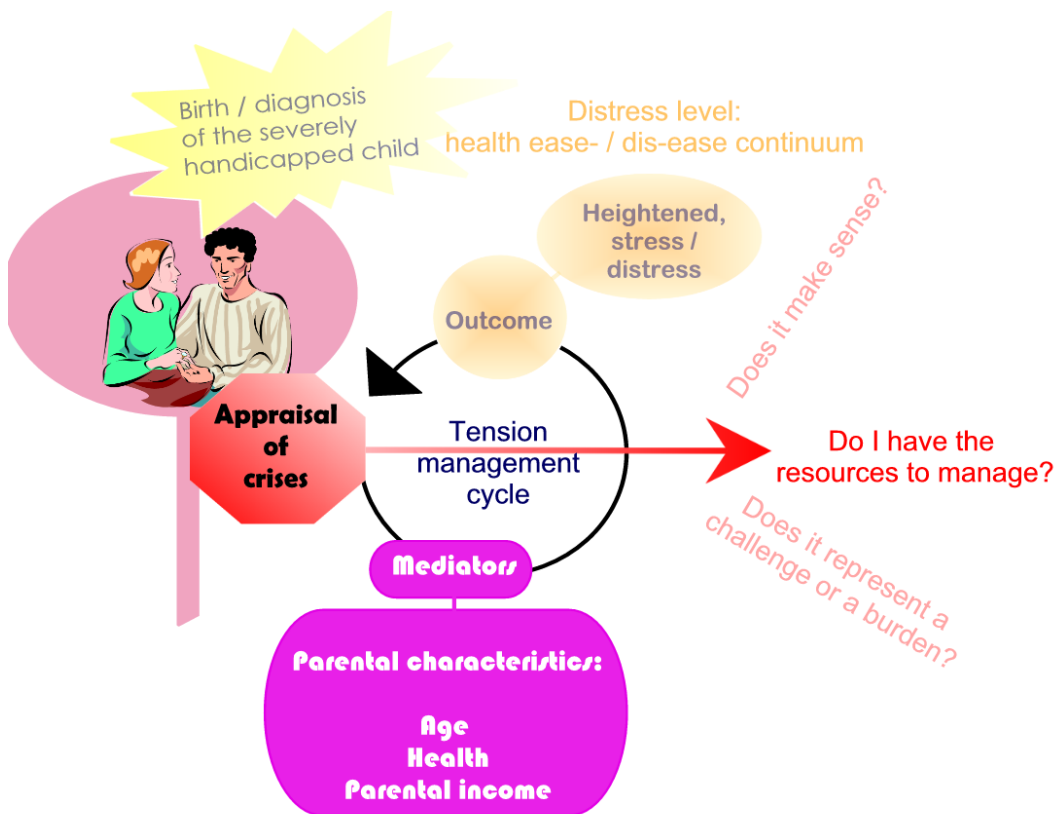 Birth / diagnosis
of the severely
handicapped child
Distress level:
health ease- / dis-ease continuum
Heightened,
stress /
distress
Outcome
Does it make sense?
Appraisal
of
crises
Tension
management
cycle
Do I have the
resources to manage?
Does it represent a
challenge or a burden?
Mediators
Parental characteristics:
Age
Health
Parental income